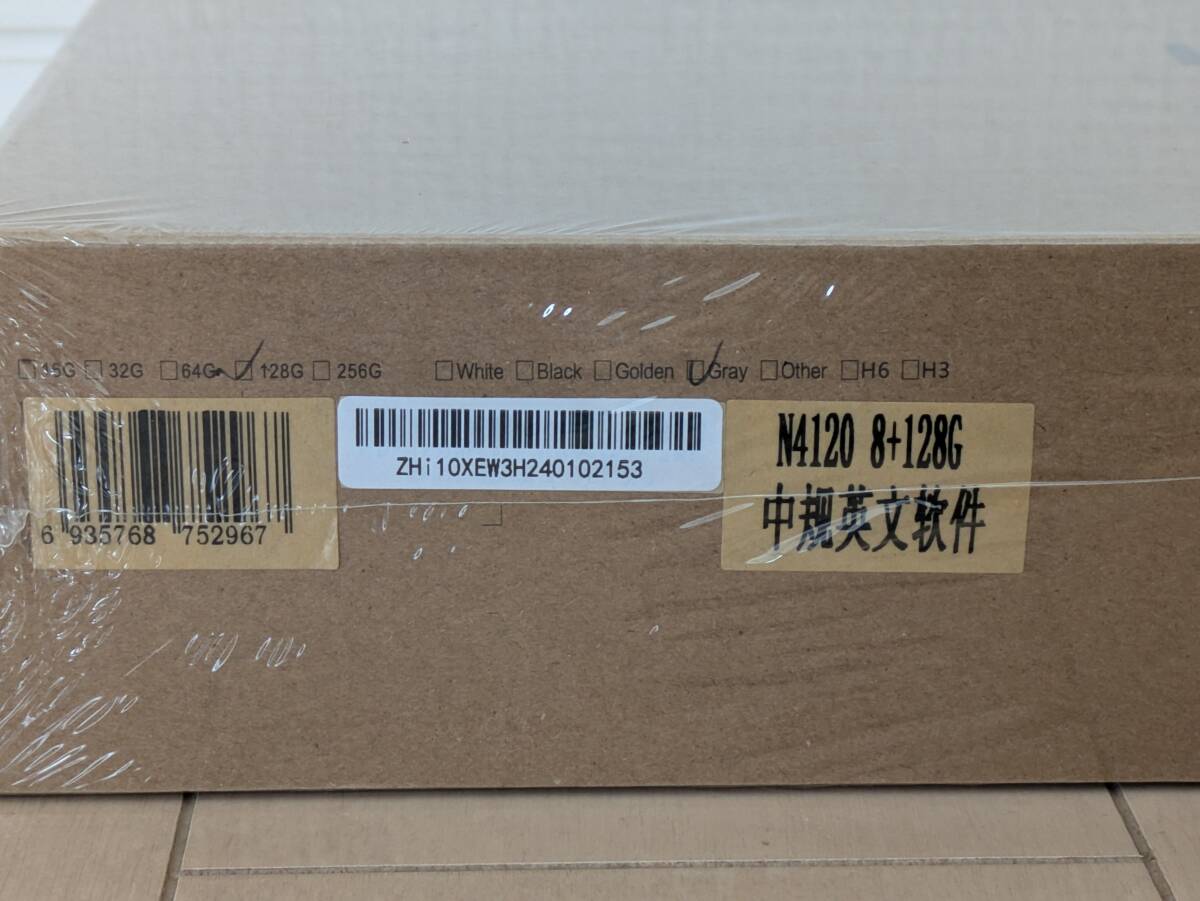 16G 32G 64G 128G 256G White Black Golden Gray Other H6 H3
6 935768 752967
ZHi10XEW3H240102153
N4120 8+128G
中规英文软件